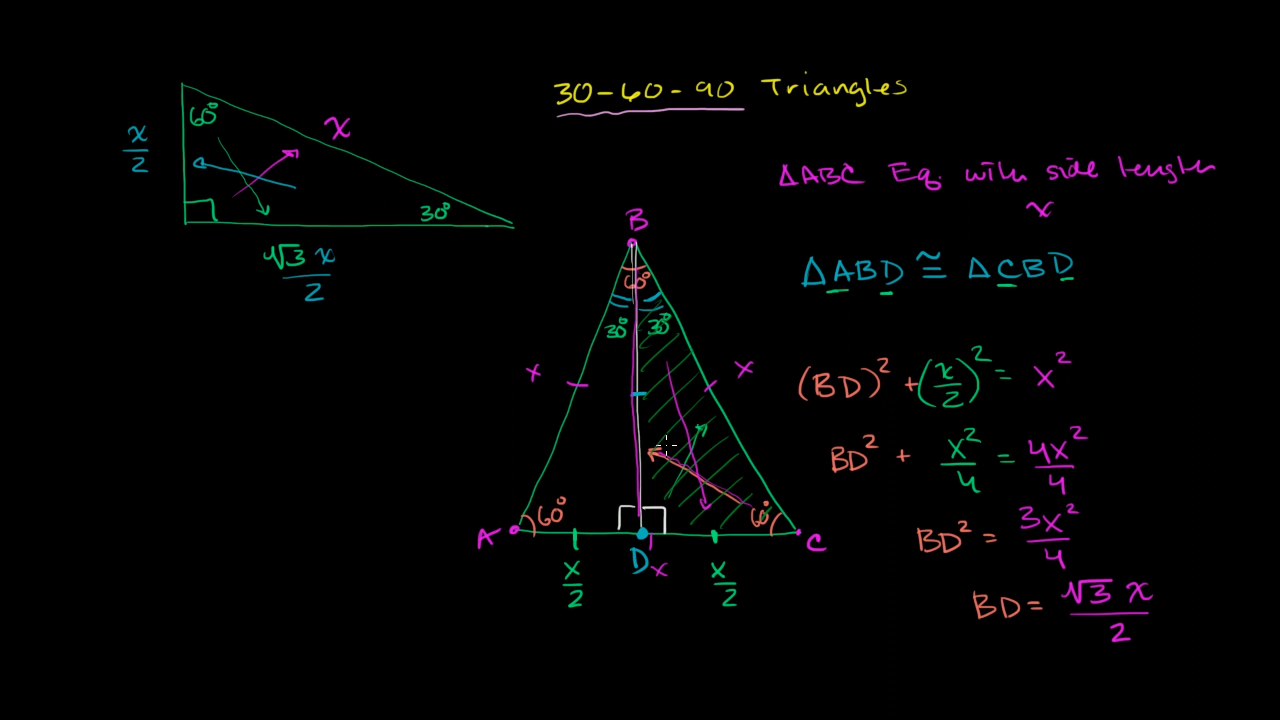 30-60-90 Triangles
60°
x
x/2
30°
√3 x/2
ΔABC Eq. with side length
x
B
60°
30° 30°
x
x
60°
60°
A
D
C
x
x/2
x/2
ΔABD ≅ ΔCBD
(BD)² + (x/2)² = x²
BD² + x²/4 = 4x²/4
BD² = 3x²/4
BD = √3 x/2